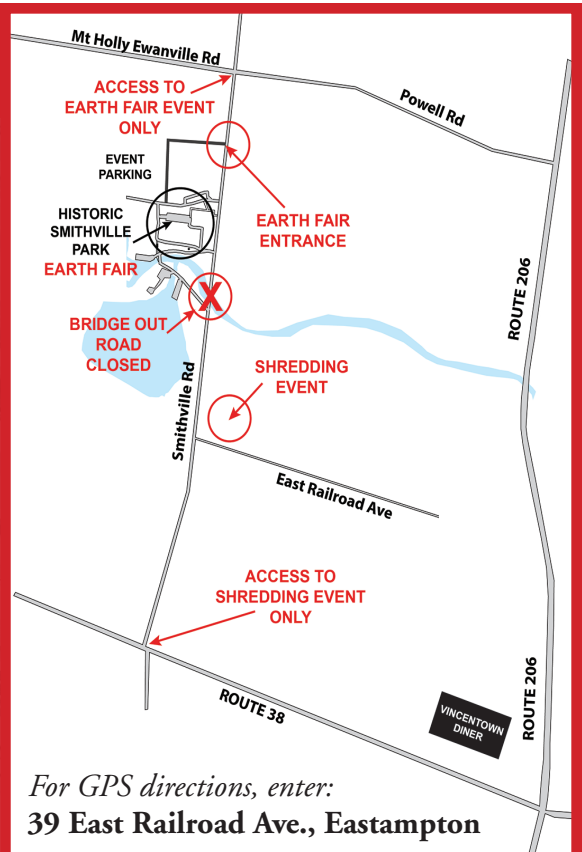 Mt Holly Ewanville Rd
ACCESS TO
EARTH FAIR EVENT
ONLY
Powell Rd
EVENT
PARKING
HISTORIC
SMITHVILLE
PARK
EARTH FAIR
EARTH FAIR
ENTRANCE
ROUTE 206
X
BRIDGE OUT
ROAD
CLOSED
SHREDDING
EVENT
Smithville Rd
East Railroad Ave
ACCESS TO
SHREDDING EVENT
ONLY
ROUTE 38
VINCENTOWN
DINER
ROUTE 206
For GPS directions, enter:
39 East Railroad Ave., Eastampton